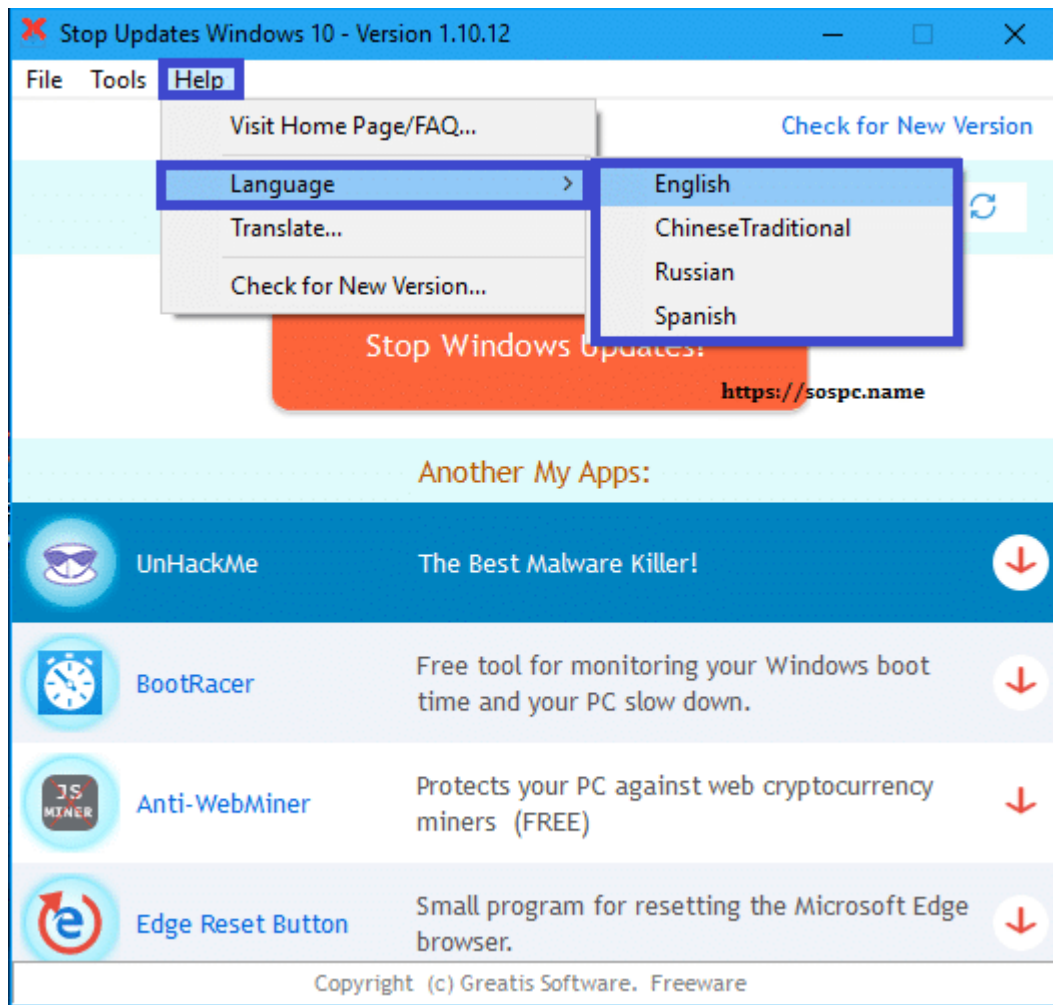 Stop Updates Windows 10 - Version 1.10.12
File Tools Help
Visit Home Page/FAQ...
Check for New Version
Language
English
Translate...
ChineseTraditional
Check for New Version...
Russian
Spanish
Stop Windows Updates!
https://sospc.name
Another My Apps:
UnHackMe
The Best Malware Killer!
BootRacer
Free tool for monitoring your Windows boot
time and your PC slow down.
JS
MINER
Anti-WebMiner
Protects your PC against web cryptocurrency
miners (FREE)
Edge Reset Button
Small program for resetting the Microsoft Edge
browser.
Copyright (c) Greatis Software. Freeware